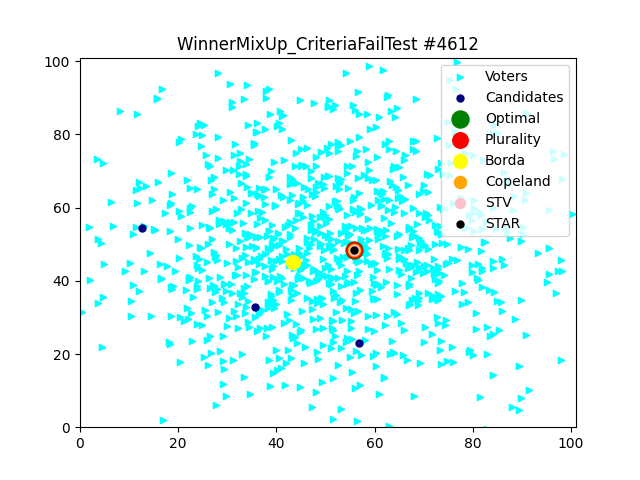 WinnerMixUp_CriteriaFailTest #4612
Voters
Candidates
Optimal
Plurality
Borda
Copeland
STV
STAR
100
80
60
40
20
0
0 20 40 60 80 100